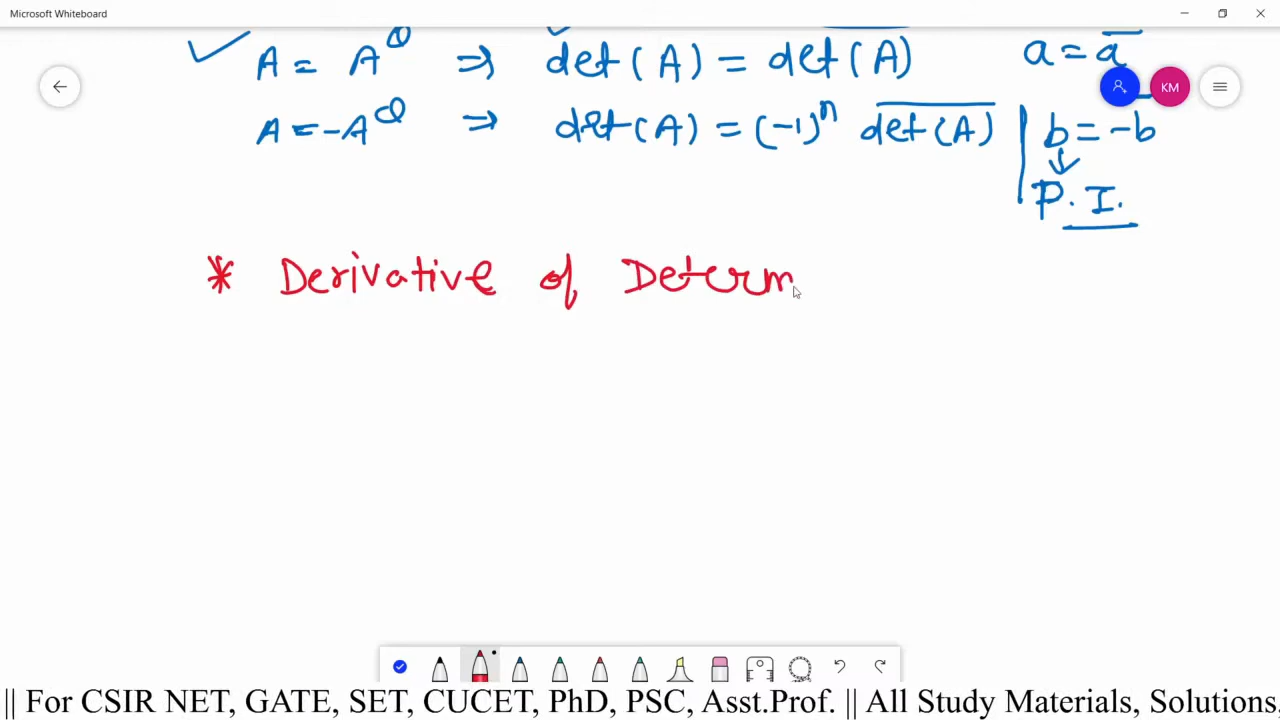 Microsoft Whiteboard
A = A^θ ⇒ det(A) = det(A) a = a̅
KM
A = -A^θ ⇒ det(A) = (-1)^n \overline{det(A)} b = -b
P.I.
* Derivative of Determ
|| For CSIR NET, GATE, SET, CUCET, PhD, PSC, Asst.Prof. || All Study Materials, Solutions,